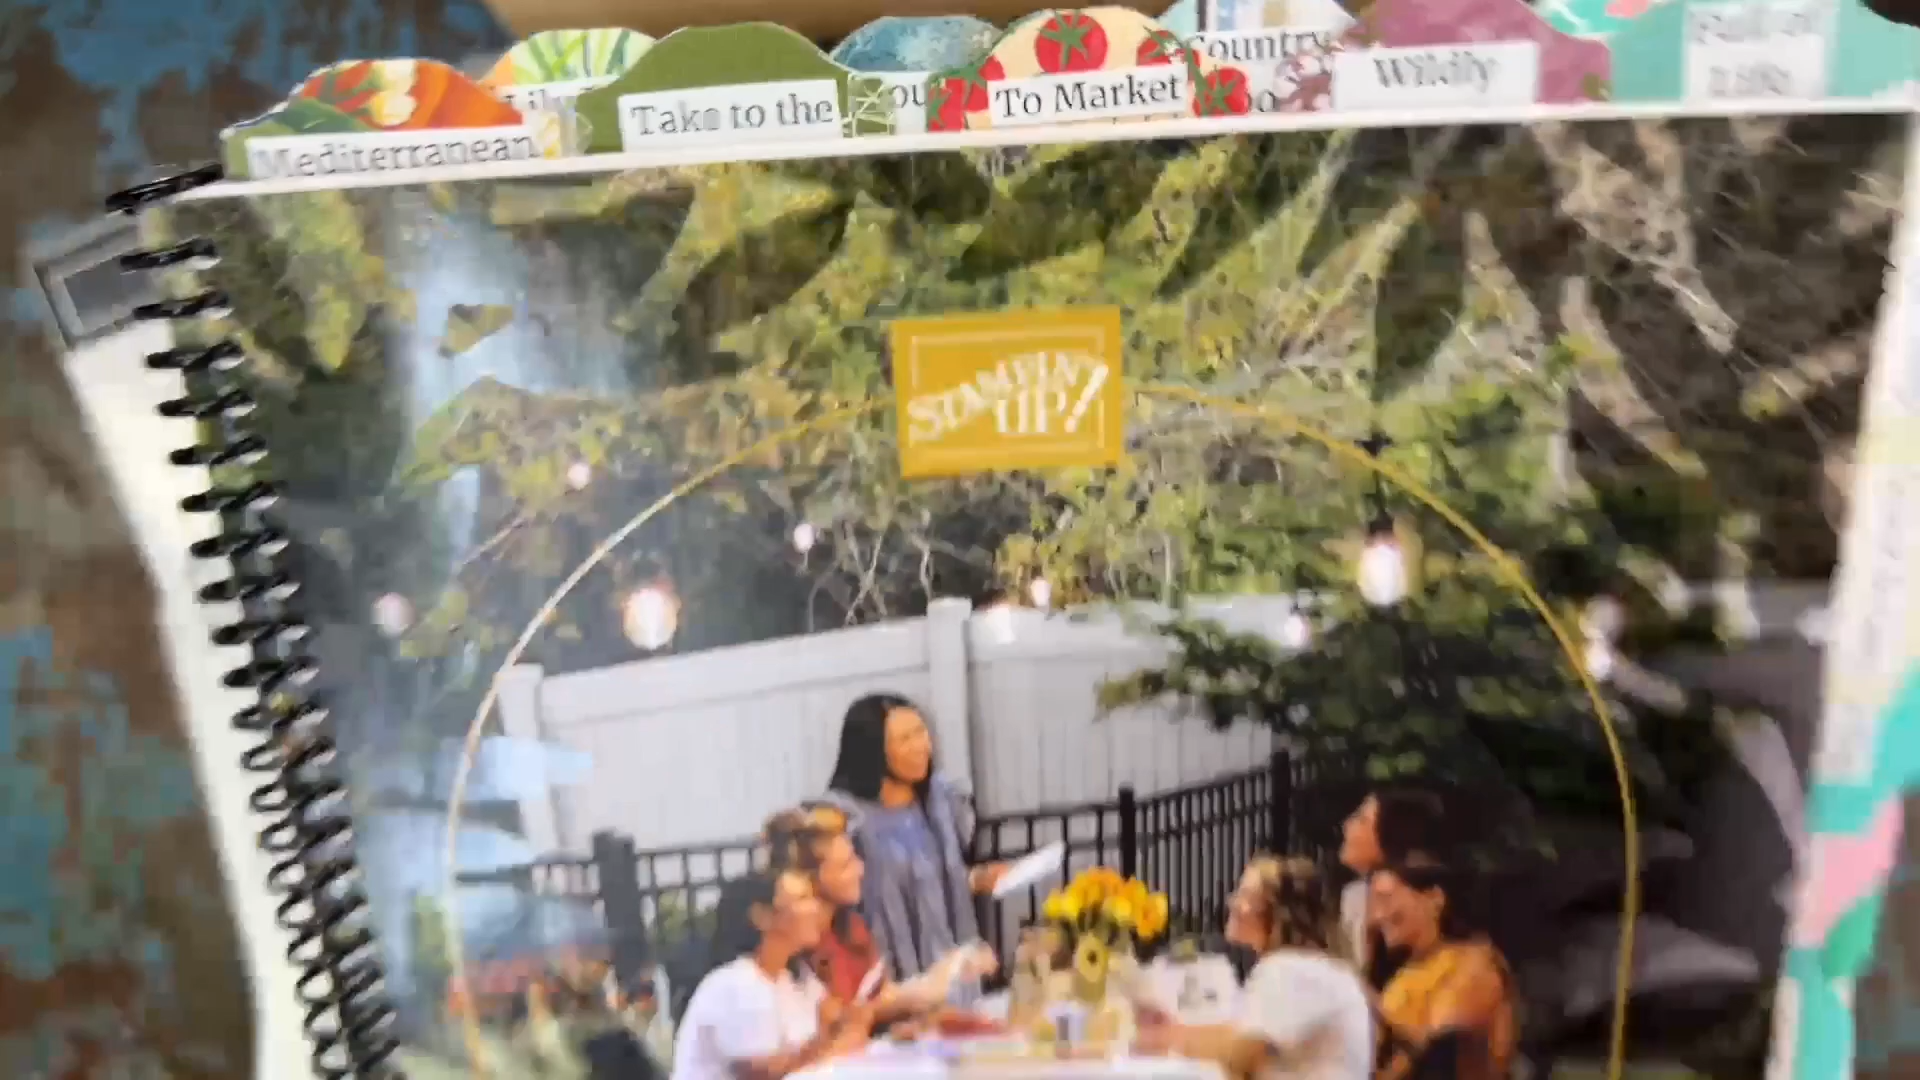 Country
Wildly
To Market
Take to the
Mediterranean
STAMPIN'
UP!